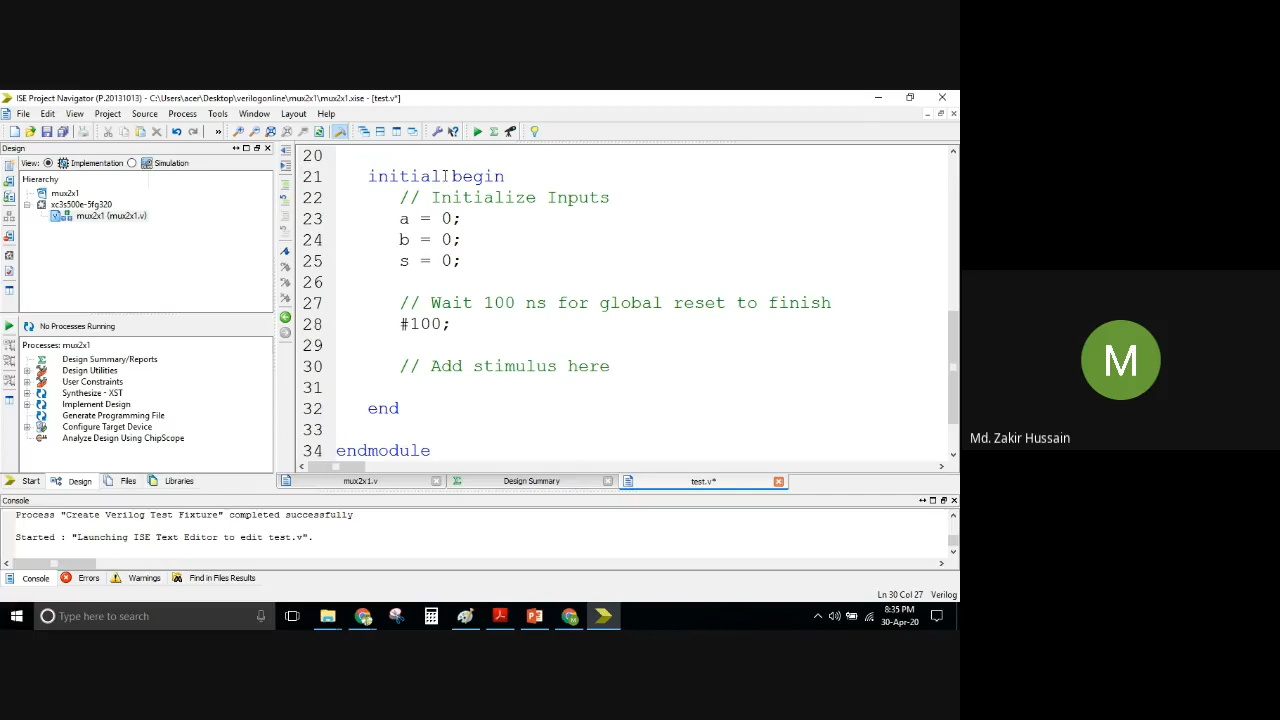 ISE Project Navigator (P.20131013) - C:\Users\acer\Desktop\verilogonline\mux2x1\mux2x1.xise - [test.v*]
File Edit View Project Source Process Tools Window Layout Help
Design
View: Implementation Simulation
Hierarchy
mux2x1
xc3s500e-5fg320
mux2x1 (mux2x1.v)
No Processes Running
Processes: mux2x1
Design Summary/Reports
Design Utilities
User Constraints
Synthesize - XST
Implement Design
Generate Programming File
Configure Target Device
Analyze Design Using ChipScope
Start Design Files Libraries
20
21 initial begin
22 // Initialize Inputs
23 a = 0;
24 b = 0;
25 s = 0;
26
27 // Wait 100 ns for global reset to finish
28 #100;
29
30 // Add stimulus here
31
32 end
33
34 endmodule
mux2x1.v Design Summary test.v*
Console
Process "Create Verilog Test Fixture" completed successfully
Started : "Launching ISE Text Editor to edit test.v".
Console Errors Warnings Find in Files Results
Ln 30 Col 27 Verilog
Type here to search
8:35 PM
30-Apr-20
M
Md. Zakir Hussain